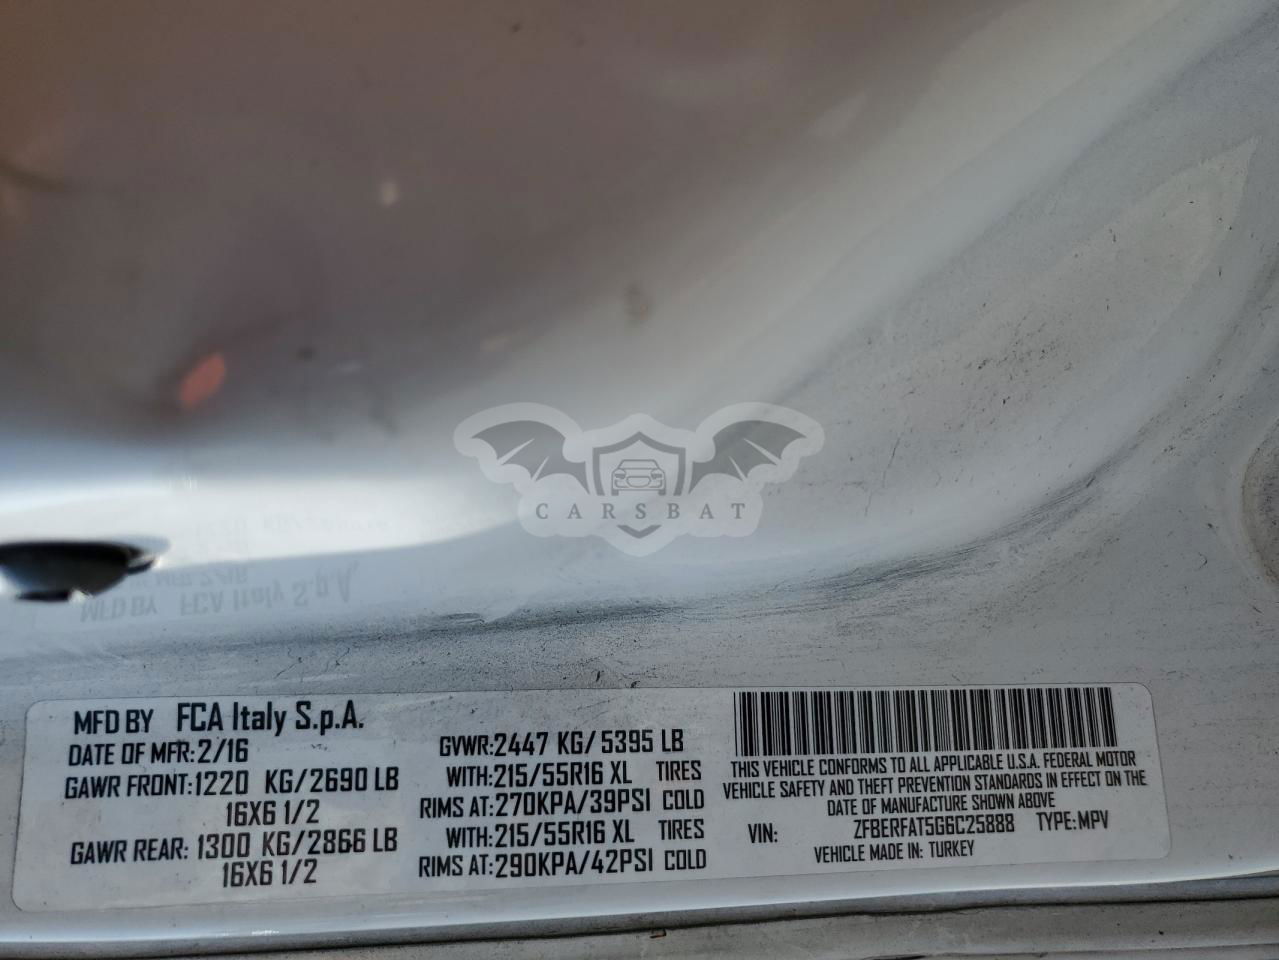 CARSBAT
MFD BY FCA Italy S.p.A.
DATE OF MFR: 2/16
GAWR FRONT: 1220 KG/2690 LB
16X6 1/2
GAWR REAR: 1300 KG/2866 LB
16X6 1/2
GVWR: 2447 KG/ 5395 LB
WITH: 215/55R16 XL TIRES
RIMS AT: 270KPA/39PSI COLD
WITH: 215/55R16 XL TIRES
RIMS AT: 290KPA/42PSI COLD
THIS VEHICLE CONFORMS TO ALL APPLICABLE U.S.A. FEDERAL MOTOR
VEHICLE SAFETY AND THEFT PREVENTION STANDARDS IN EFFECT ON THE
DATE OF MANUFACTURE SHOWN ABOVE
VIN: ZFBERFAT5G6C25888 TYPE: MPV
VEHICLE MADE IN: TURKEY